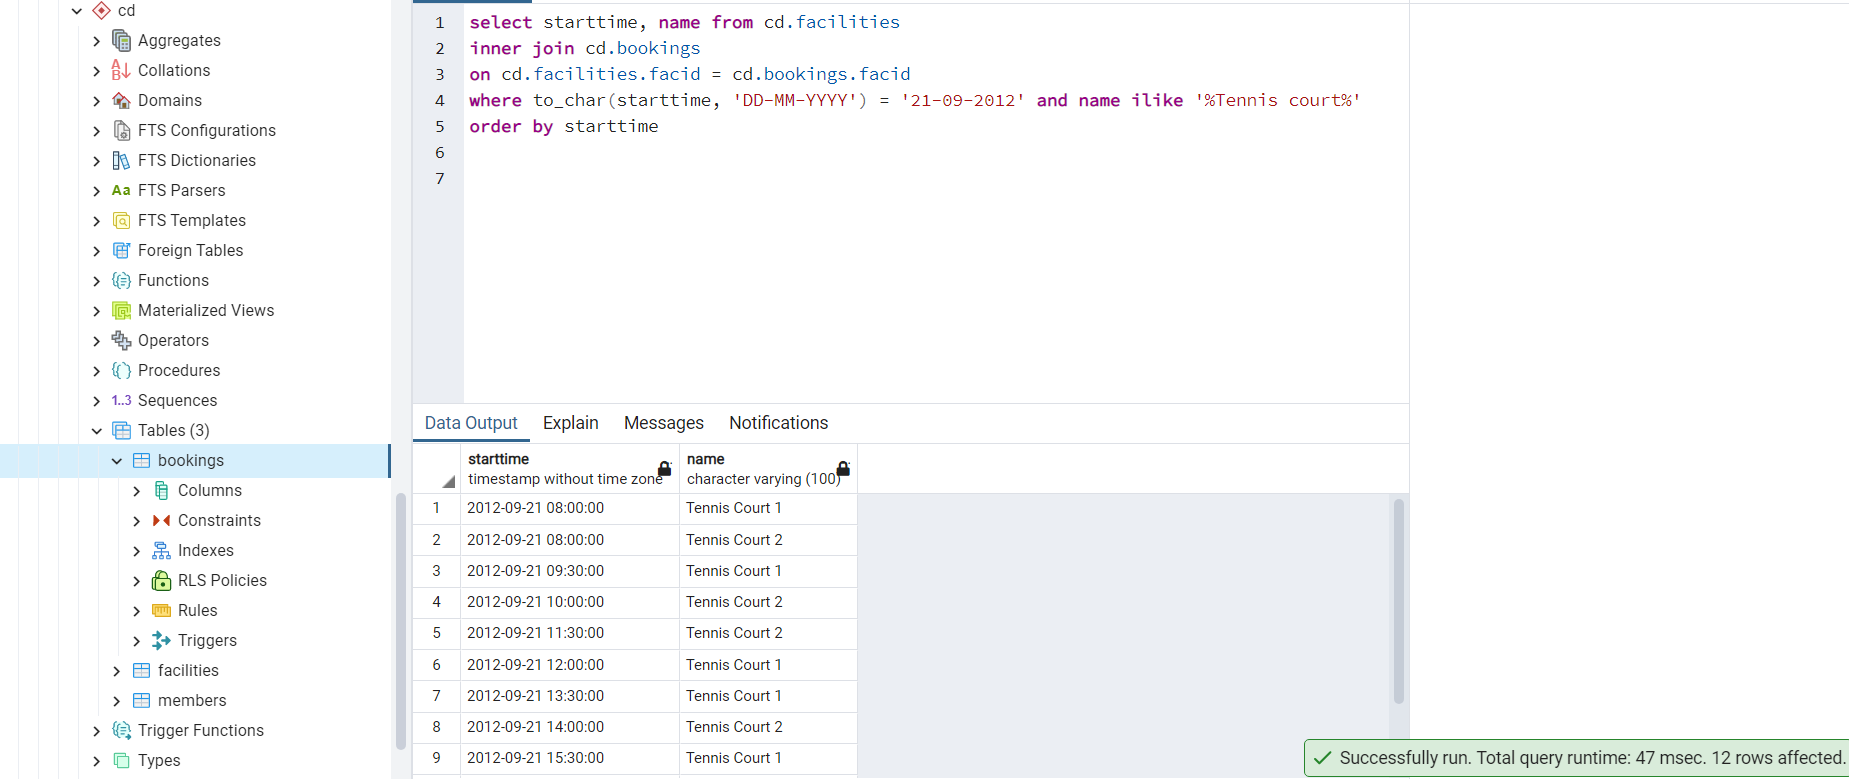 cd
Aggregates
Collations
Domains
FTS Configurations
FTS Dictionaries
Aa FTS Parsers
FTS Templates
Foreign Tables
Functions
Materialized Views
Operators
Procedures
1..3 Sequences
Tables (3)
bookings
Columns
Constraints
Indexes
RLS Policies
Rules
Triggers
facilities
members
Trigger Functions
Types
1 select starttime, name from cd.facilities
2 inner join cd.bookings
3 on cd.facilities.facid = cd.bookings.facid
4 where to_char(starttime, 'DD-MM-YYYY') = '21-09-2012' and name ilike '%Tennis court%'
5 order by starttime
6
7
Data Output Explain Messages Notifications
starttime name
timestamp without time zone character varying (100)
1 2012-09-21 08:00:00 Tennis Court 1
2 2012-09-21 08:00:00 Tennis Court 2
3 2012-09-21 09:30:00 Tennis Court 1
4 2012-09-21 10:00:00 Tennis Court 2
5 2012-09-21 11:30:00 Tennis Court 2
6 2012-09-21 12:00:00 Tennis Court 1
7 2012-09-21 13:30:00 Tennis Court 1
8 2012-09-21 14:00:00 Tennis Court 2
9 2012-09-21 15:30:00 Tennis Court 1
Successfully run. Total query runtime: 47 msec. 12 rows affected.